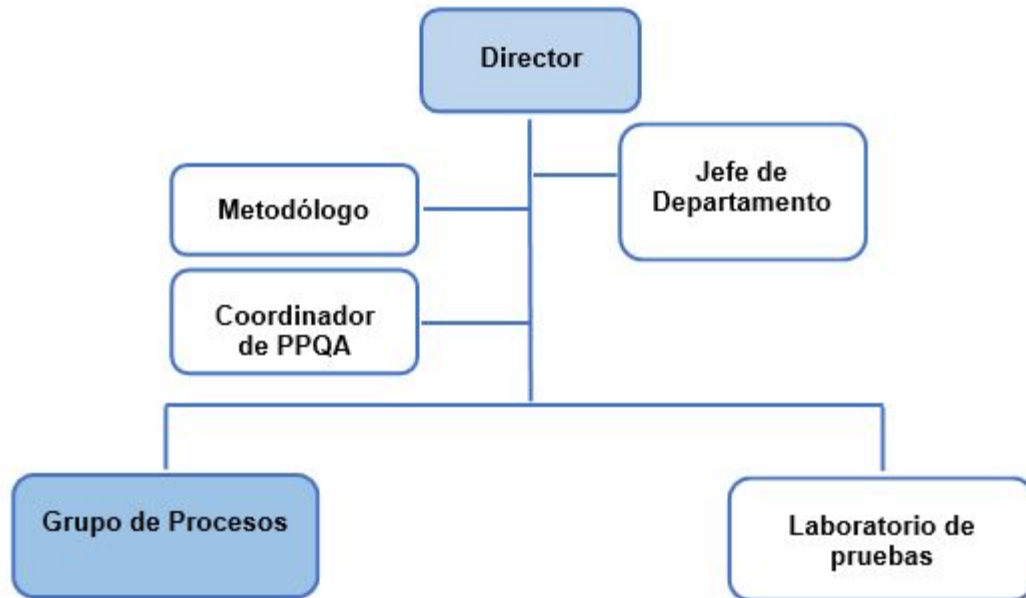 Director
Jefe de
Departamento
Metodólogo
Coordinador
de PPQA
Grupo de Procesos
Laboratorio de
pruebas